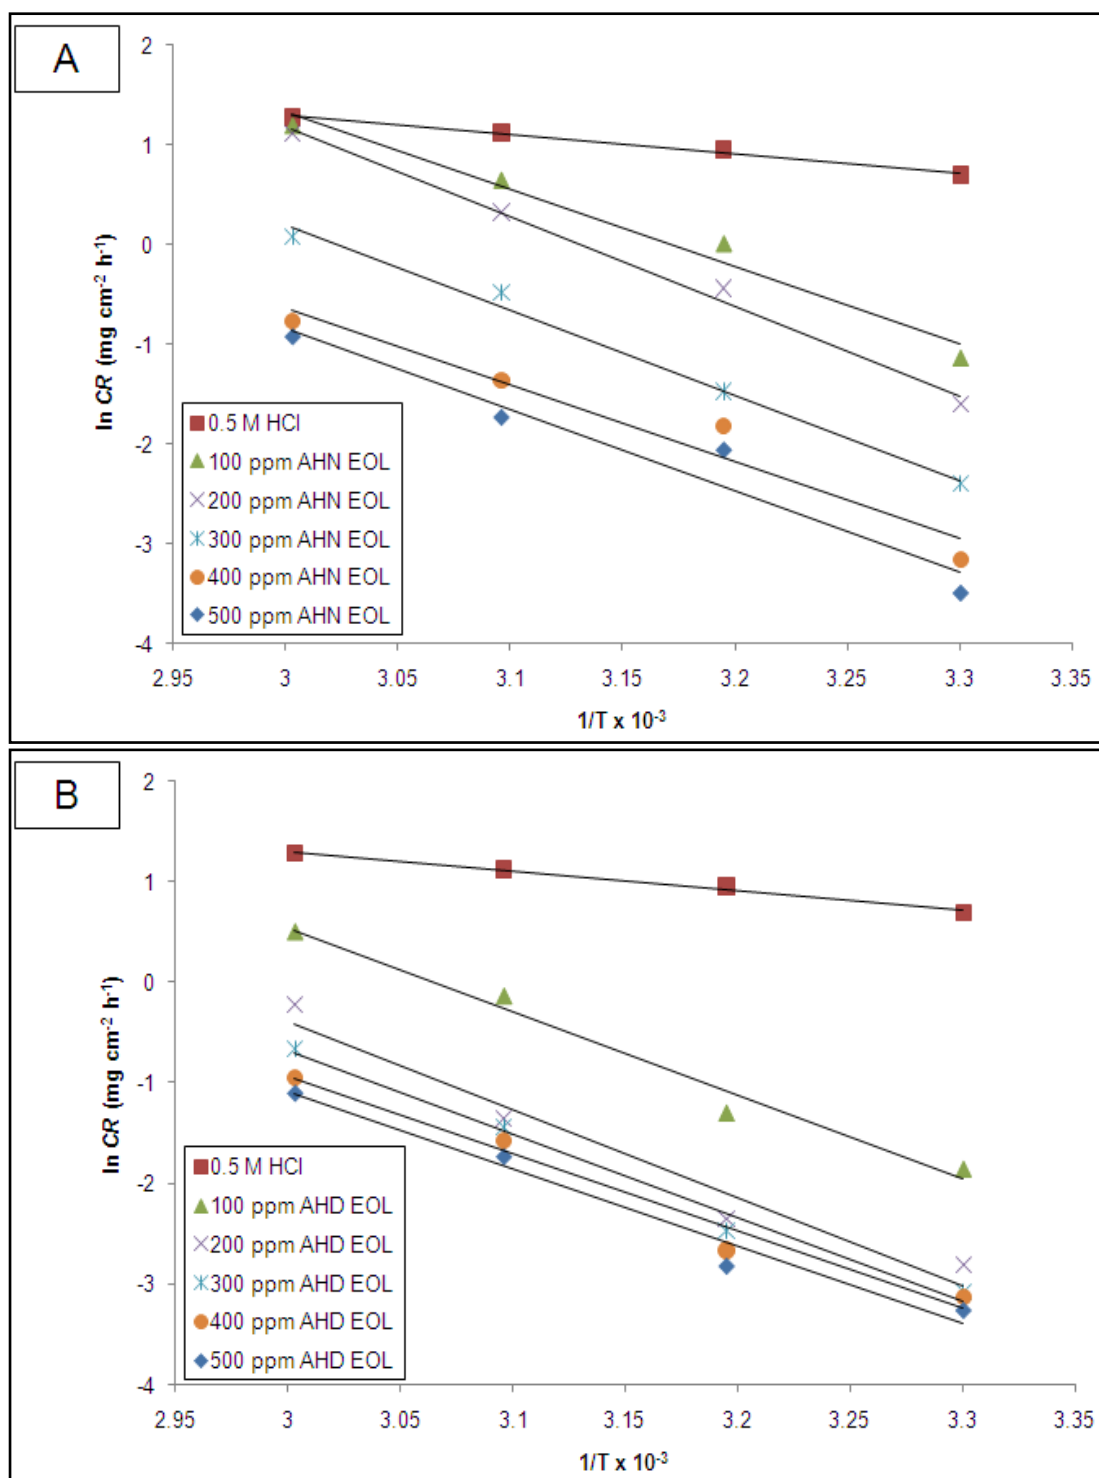 A
2
1
0
-1
-2
-3
-4
ln CR (mg cm⁻² h⁻¹)
0.5 M HCl
100 ppm AHN EOL
200 ppm AHN EOL
300 ppm AHN EOL
400 ppm AHN EOL
500 ppm AHN EOL
2.95 3 3.05 3.1 3.15 3.2 3.25 3.3 3.35
1/T x 10⁻³
B
2
1
0
-1
-2
-3
-4
ln CR (mg cm⁻² h⁻¹)
0.5 M HCl
100 ppm AHD EOL
200 ppm AHD EOL
300 ppm AHD EOL
400 ppm AHD EOL
500 ppm AHD EOL
2.95 3 3.05 3.1 3.15 3.2 3.25 3.3 3.35
1/T x 10⁻³